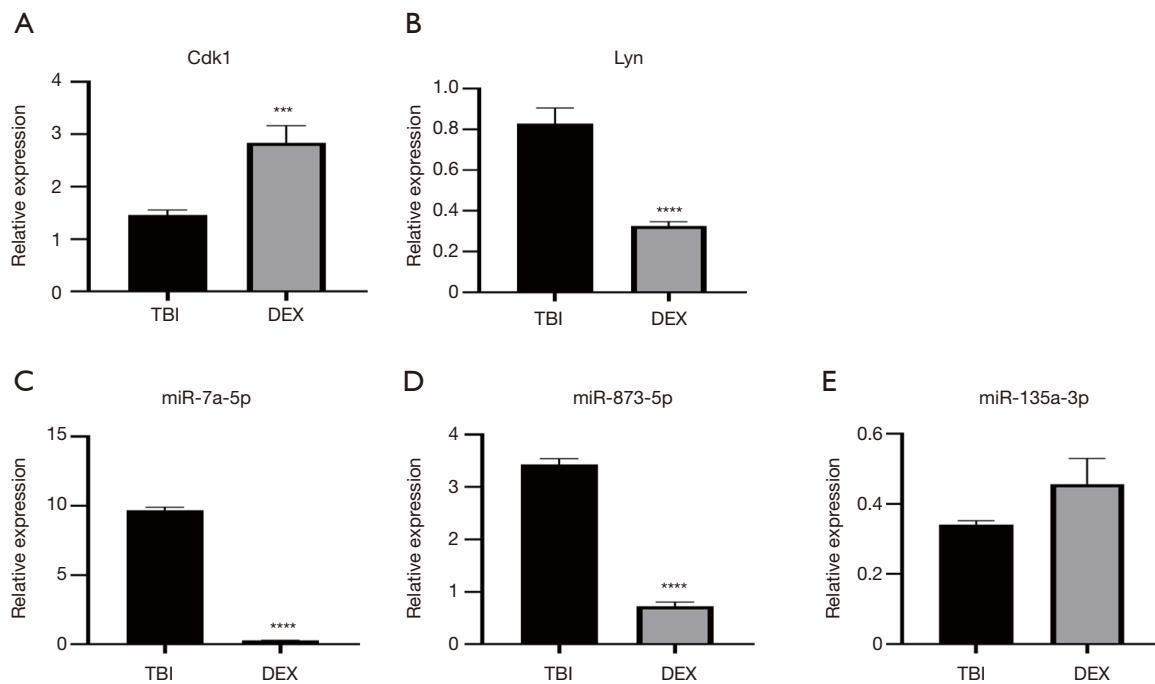 A
Cdk1
Relative expression
4
3
2
1
0
***
TBI
DEX
B
Lyn
Relative expression
1.0
0.8
0.6
0.4
0.2
0
****
TBI
DEX
C
miR-7a-5p
Relative expression
15
10
5
0
****
TBI
DEX
D
miR-873-5p
Relative expression
4
3
2
1
0
****
TBI
DEX
E
miR-135a-3p
Relative expression
0.6
0.4
0.2
0
TBI
DEX